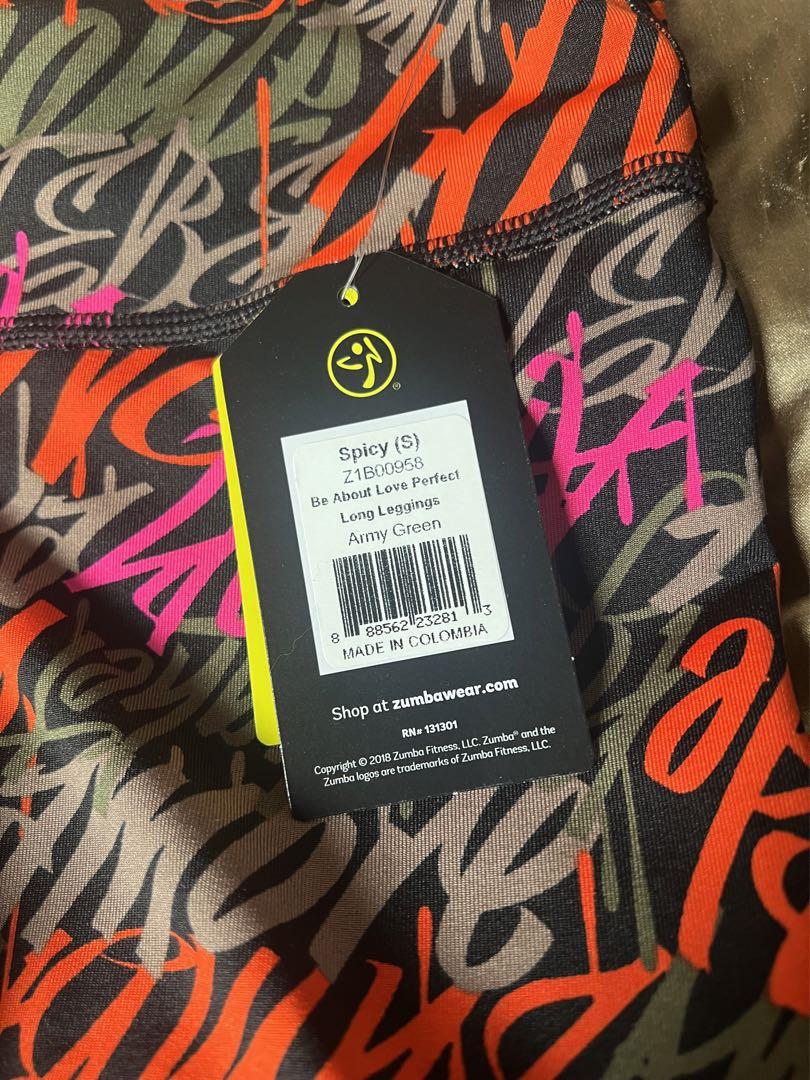 Spicy (S)
Z1B00958
Be About Love Perfect
Long Leggings
Army Green
8 88562 23281 3
MADE IN COLOMBIA
Shop at zumbawear.com
RN# 131301
Copyright © 2018 Zumba Fitness, LLC. Zumba® and the
Zumba logos are trademarks of Zumba Fitness, LLC.